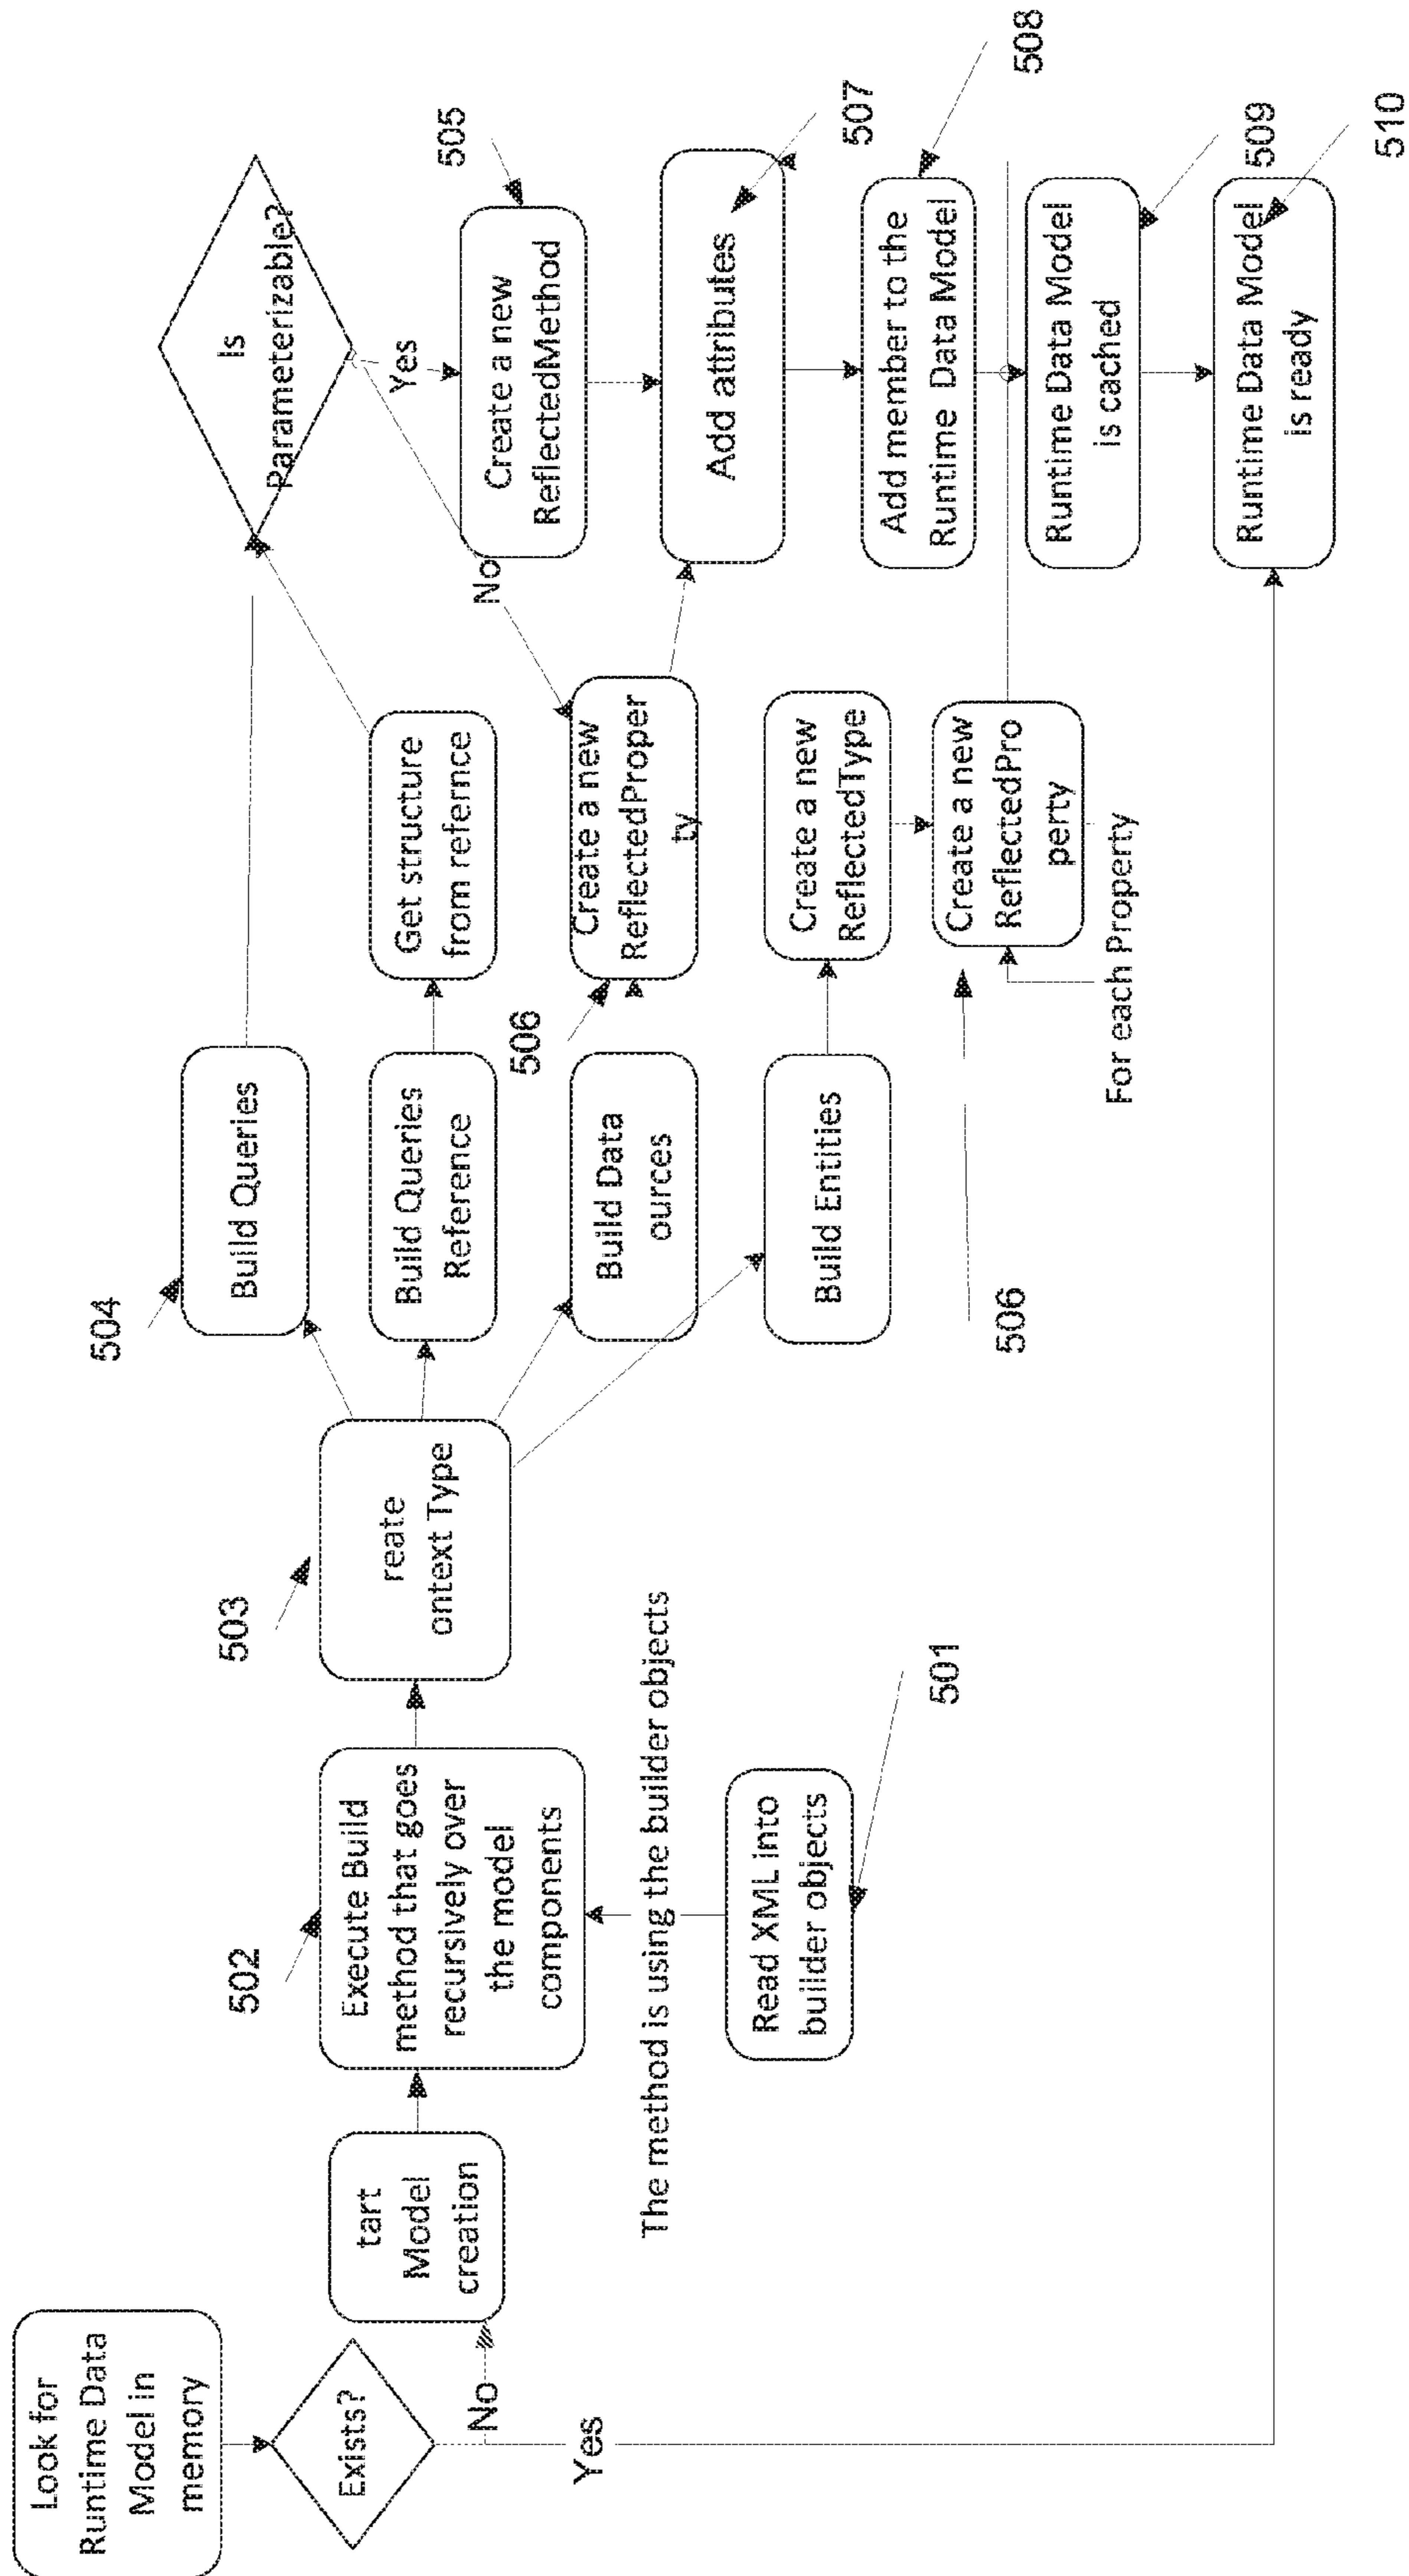 Look for
Runtime Data
Model in
memory
Exists?
No
Yes
tart
Model
creation
502
Execute Build
method that goes
recursively over
the model
components
The method is using the builder objects
Read XML into
builder objects
501
503
reate
ontext Type
504
Build Queries
Build Queries
Reference
Build Data
ources
Build Entities
506
Get structure
from refernce
506
Create a new
ReflectedProper
ty
Create a new
ReflectedType
Create a new
ReflectedPro
perty
For each Property
Is
Parameterizable?
Yes
No
505
Create a new
ReflectedMethod
Add attributes
507
Add member to the
Runtime Data Model
508
Runtime Data Model
is cached
509
Runtime Data Model
is ready
510